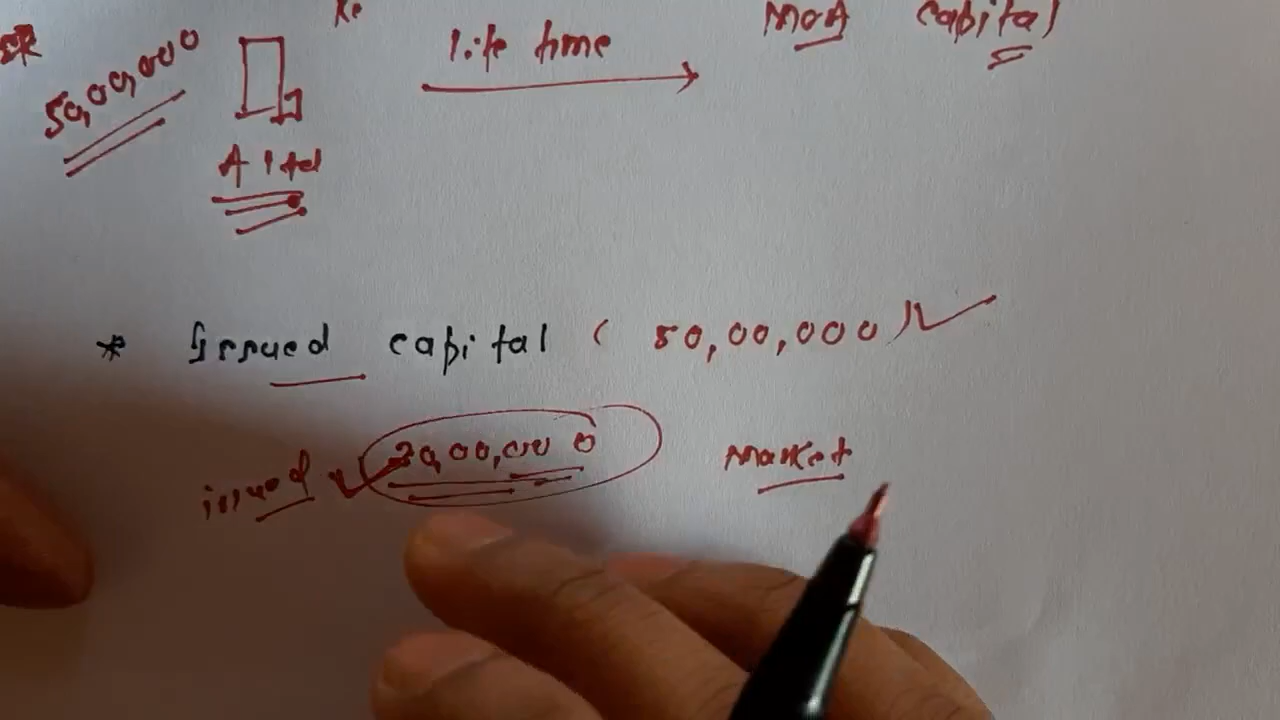 life time
MOA capital
50,00,000
* Issued capital (50,00,000)
issued 20,00,000 market